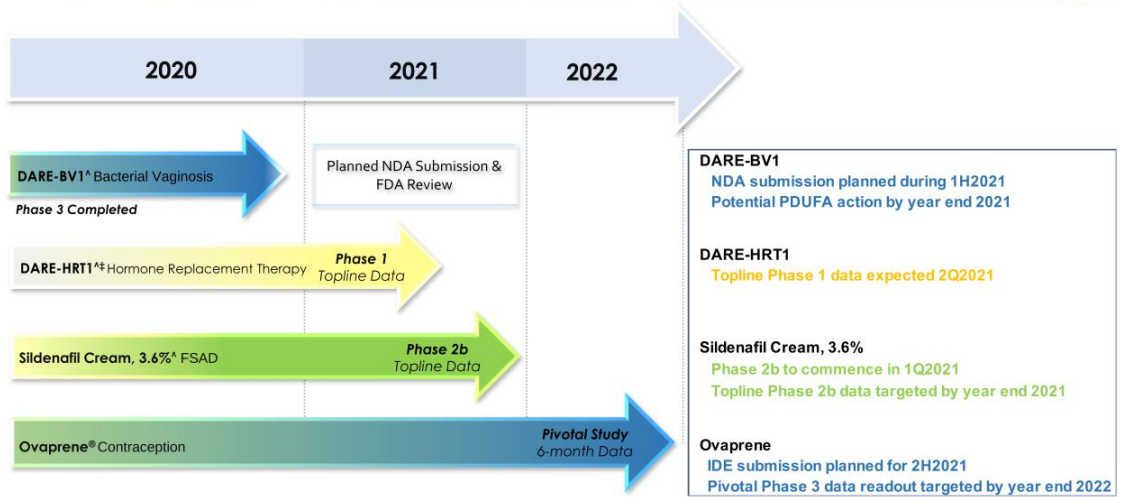 2020
2021
2022
DARE-BV1^ Bacterial Vaginosis
Phase 3 Completed
Planned NDA Submission &
FDA Review
DARE-HRT1^‡ Hormone Replacement Therapy
Phase 1
Topline Data
Sildenafil Cream, 3.6%^ FSAD
Phase 2b
Topline Data
Ovaprene® Contraception
Pivotal Study
6-month Data
DARE-BV1
NDA submission planned during 1H2021
Potential PDUFA action by year end 2021
DARE-HRT1
Topline Phase 1 data expected 2Q2021
Sildenafil Cream, 3.6%
Phase 2b to commence in 1Q2021
Topline Phase 2b data targeted by year end 2021
Ovaprene
IDE submission planned for 2H2021
Pivotal Phase 3 data readout targeted by year end 2022